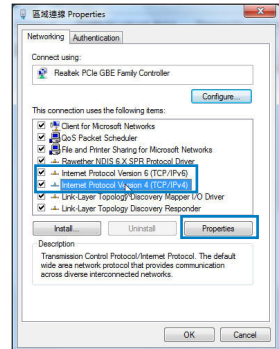 區域連線 Properties
Networking
Authentication
Connect using:
Realtek PCIe GBE Family Controller
Configure...
This connection uses the following items:
Client for Microsoft Networks
QoS Packet Scheduler
File and Printer Sharing for Microsoft Networks
Rawether NDIS 6.X SPR Protocol Driver
Internet Protocol Version 6 (TCP/IPv6)
Internet Protocol Version 4 (TCP/IPv4)
Link-Layer Topology Discovery Mapper I/O Driver
Link-Layer Topology Discovery Responder
Install...
Uninstall
Properties
Description
Transmission Control Protocol/Internet Protocol. The default
wide area network protocol that provides communication
across diverse interconnected networks.
OK
Cancel